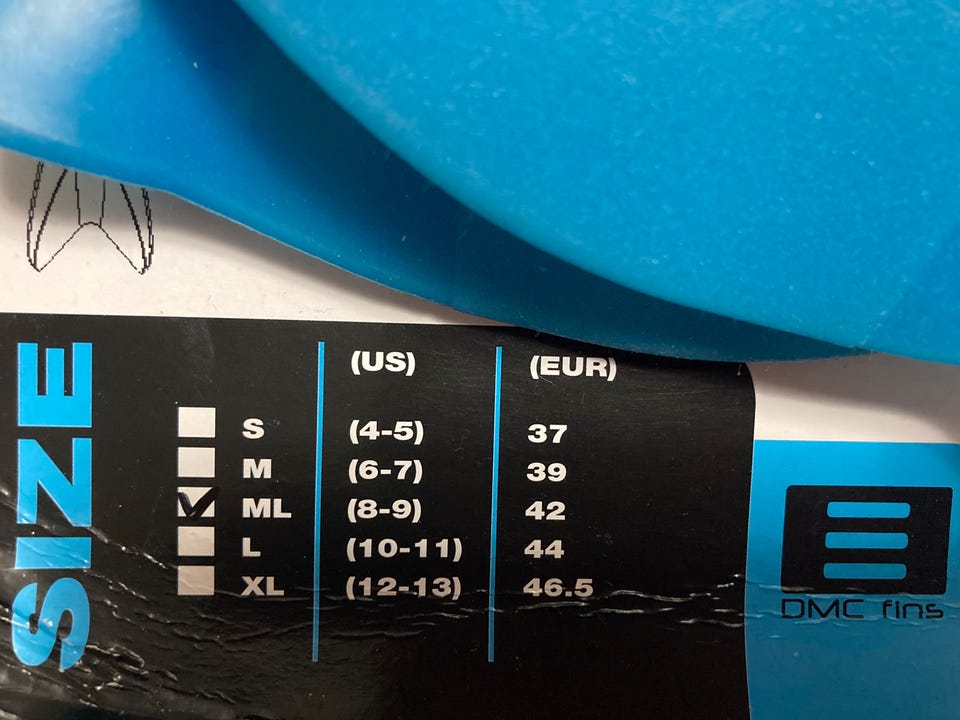 SIZE
(US) (EUR)
S (4-5) 37
M (6-7) 39
ML (8-9) 42
L (10-11) 44
XL (12-13) 46.5
DMC fins